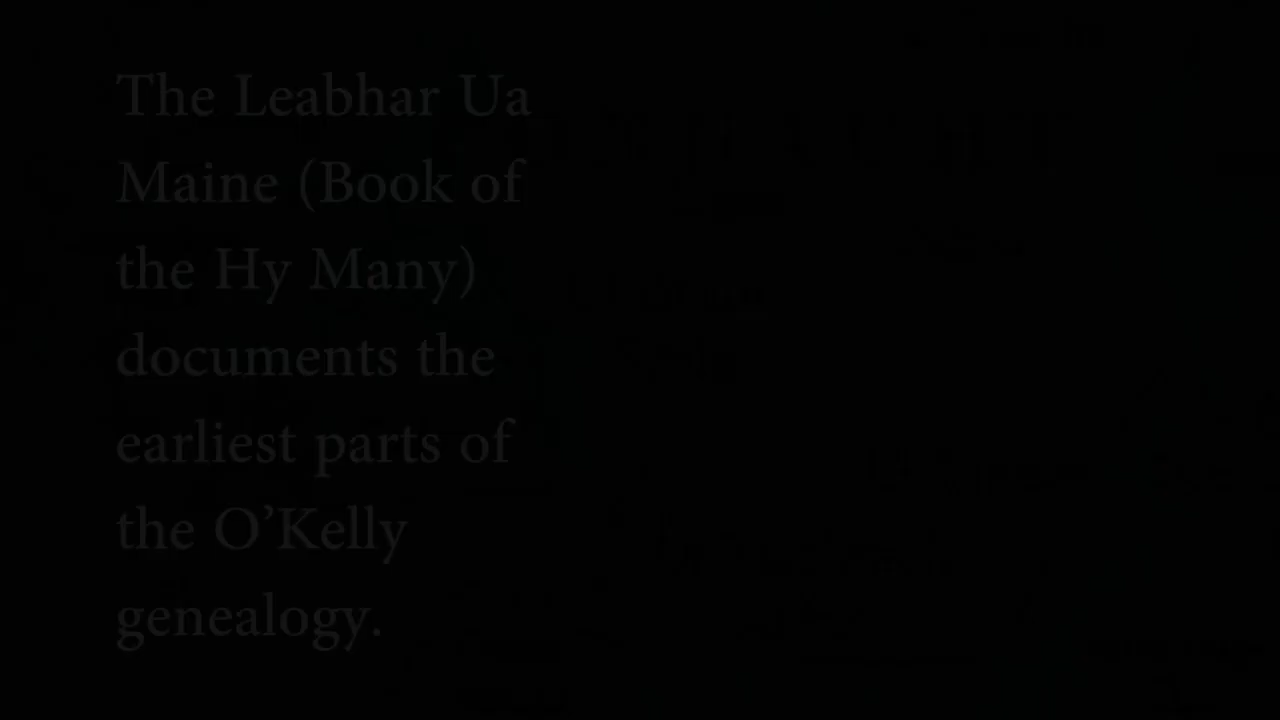 The Leabhar Ua
Maine (Book of
the Hy Many)
documents the
earliest parts of
the O’Kelly
genealogy.